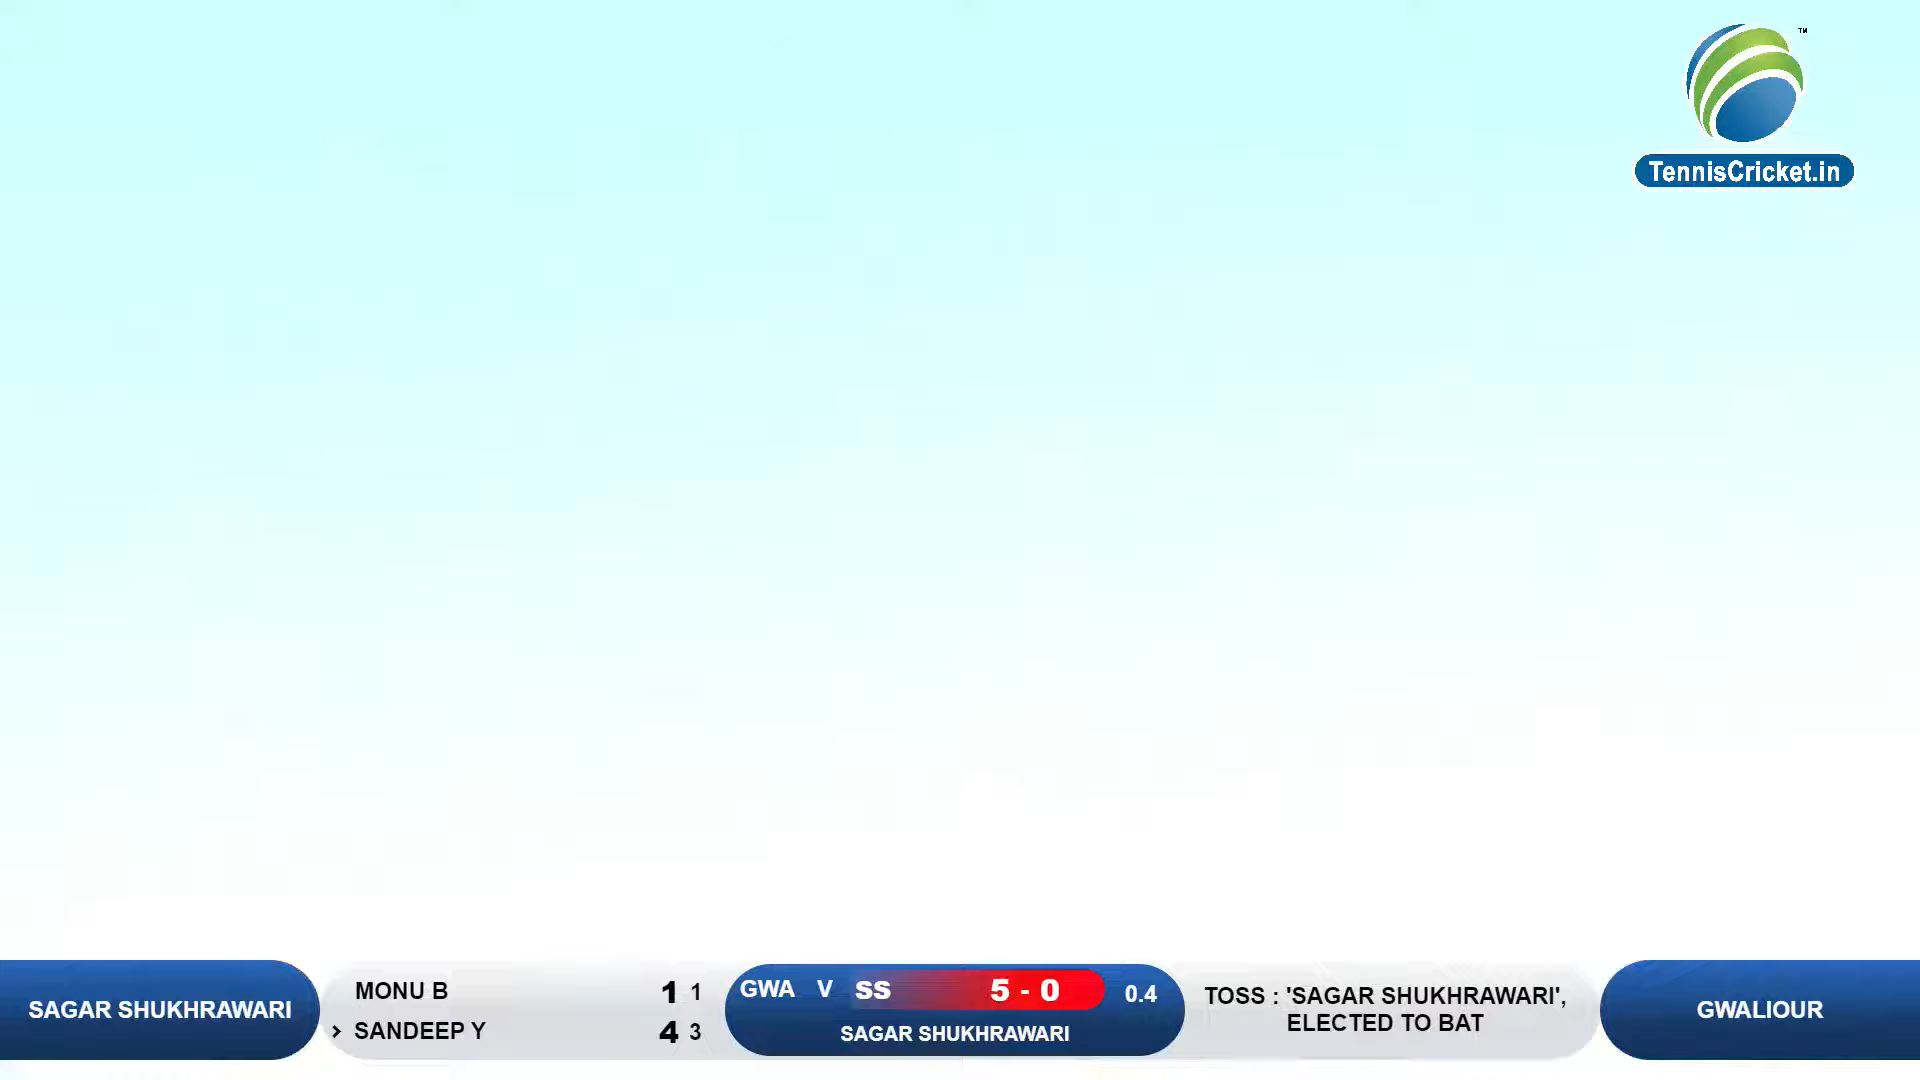 TM
TennisCricket.in
SAGAR SHUKHRAWARI
MONU B 1 1
> SANDEEP Y 4 3
GWA V SS 5 - 0 0.4
SAGAR SHUKHRAWARI
TOSS : 'SAGAR SHUKHRAWARI',
ELECTED TO BAT
GWALIOUR